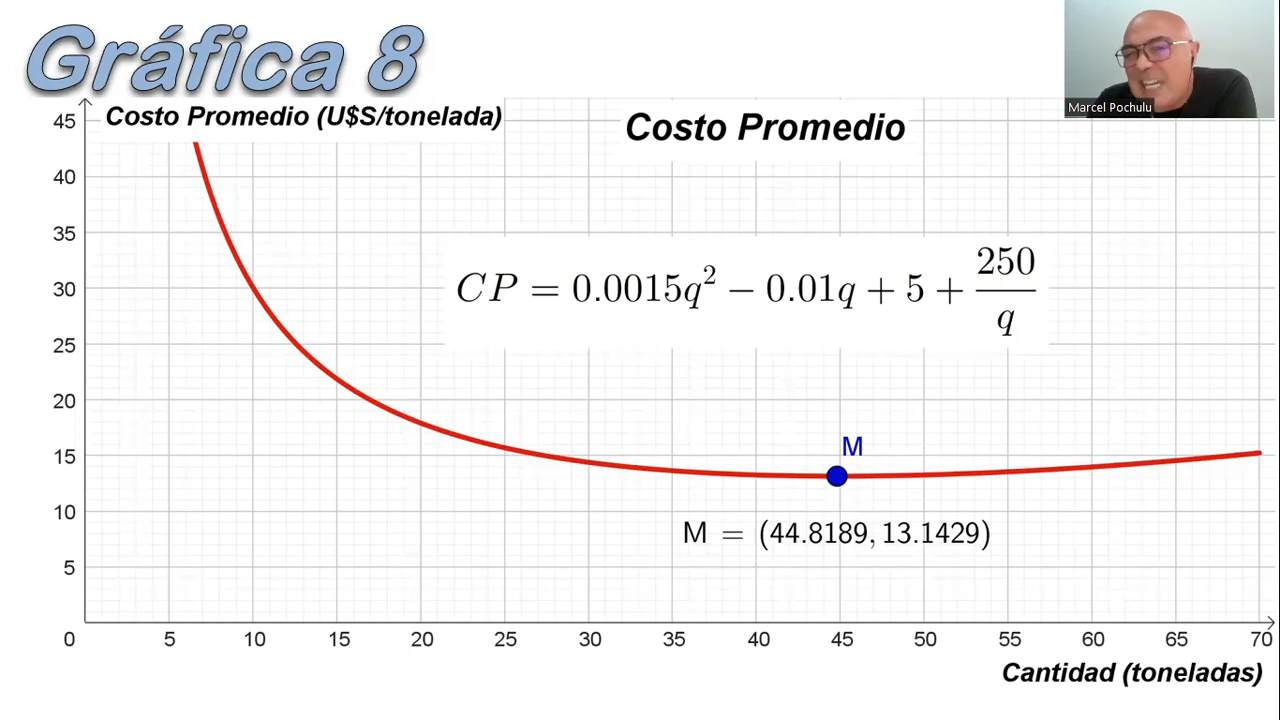 Gráfica 8
Marcel Pochulu
Costo Promedio (U$S/tonelada)
Costo Promedio
45
40
35
30
25
20
15
10
5
0
CP = 0.0015q² − 0.01q + 5 + 250/q
M
M = (44.8189, 13.1429)
5 10 15 20 25 30 35 40 45 50 55 60 65 70
Cantidad (toneladas)